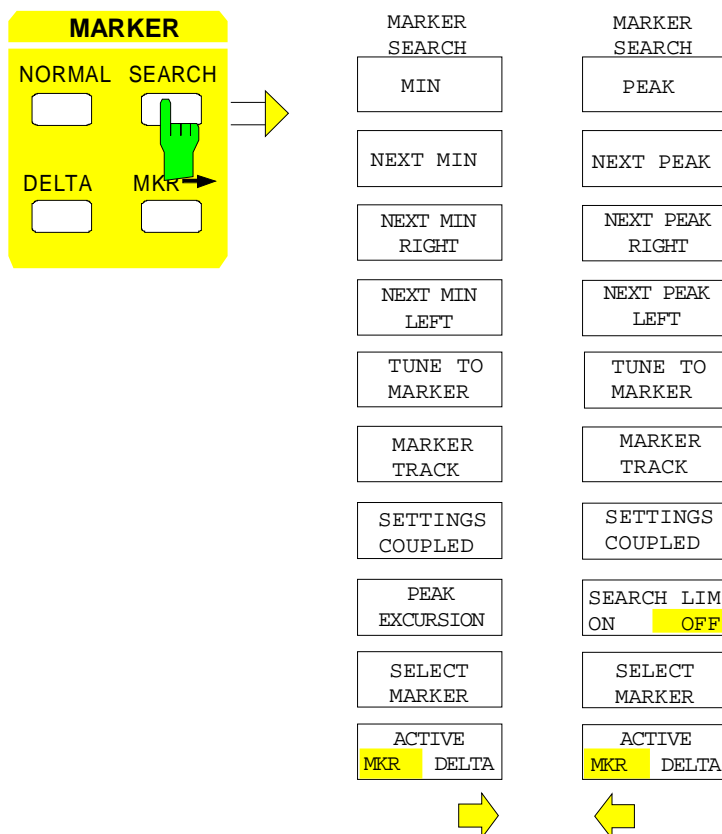 MARKER
NORMAL SEARCH
DELTA MKR
MARKER
SEARCH
MIN
NEXT MIN
NEXT MIN
RIGHT
NEXT MIN
LEFT
TUNE TO
MARKER
MARKER
TRACK
SETTINGS
COUPLED
PEAK
EXCURSION
SELECT
MARKER
ACTIVE
MKR DELTA
MARKER
SEARCH
PEAK
NEXT PEAK
NEXT PEAK
RIGHT
NEXT PEAK
LEFT
TUNE TO
MARKER
MARKER
TRACK
SETTINGS
COUPLED
SEARCH LIM
ON OFF
SELECT
MARKER
ACTIVE
MKR DELTA